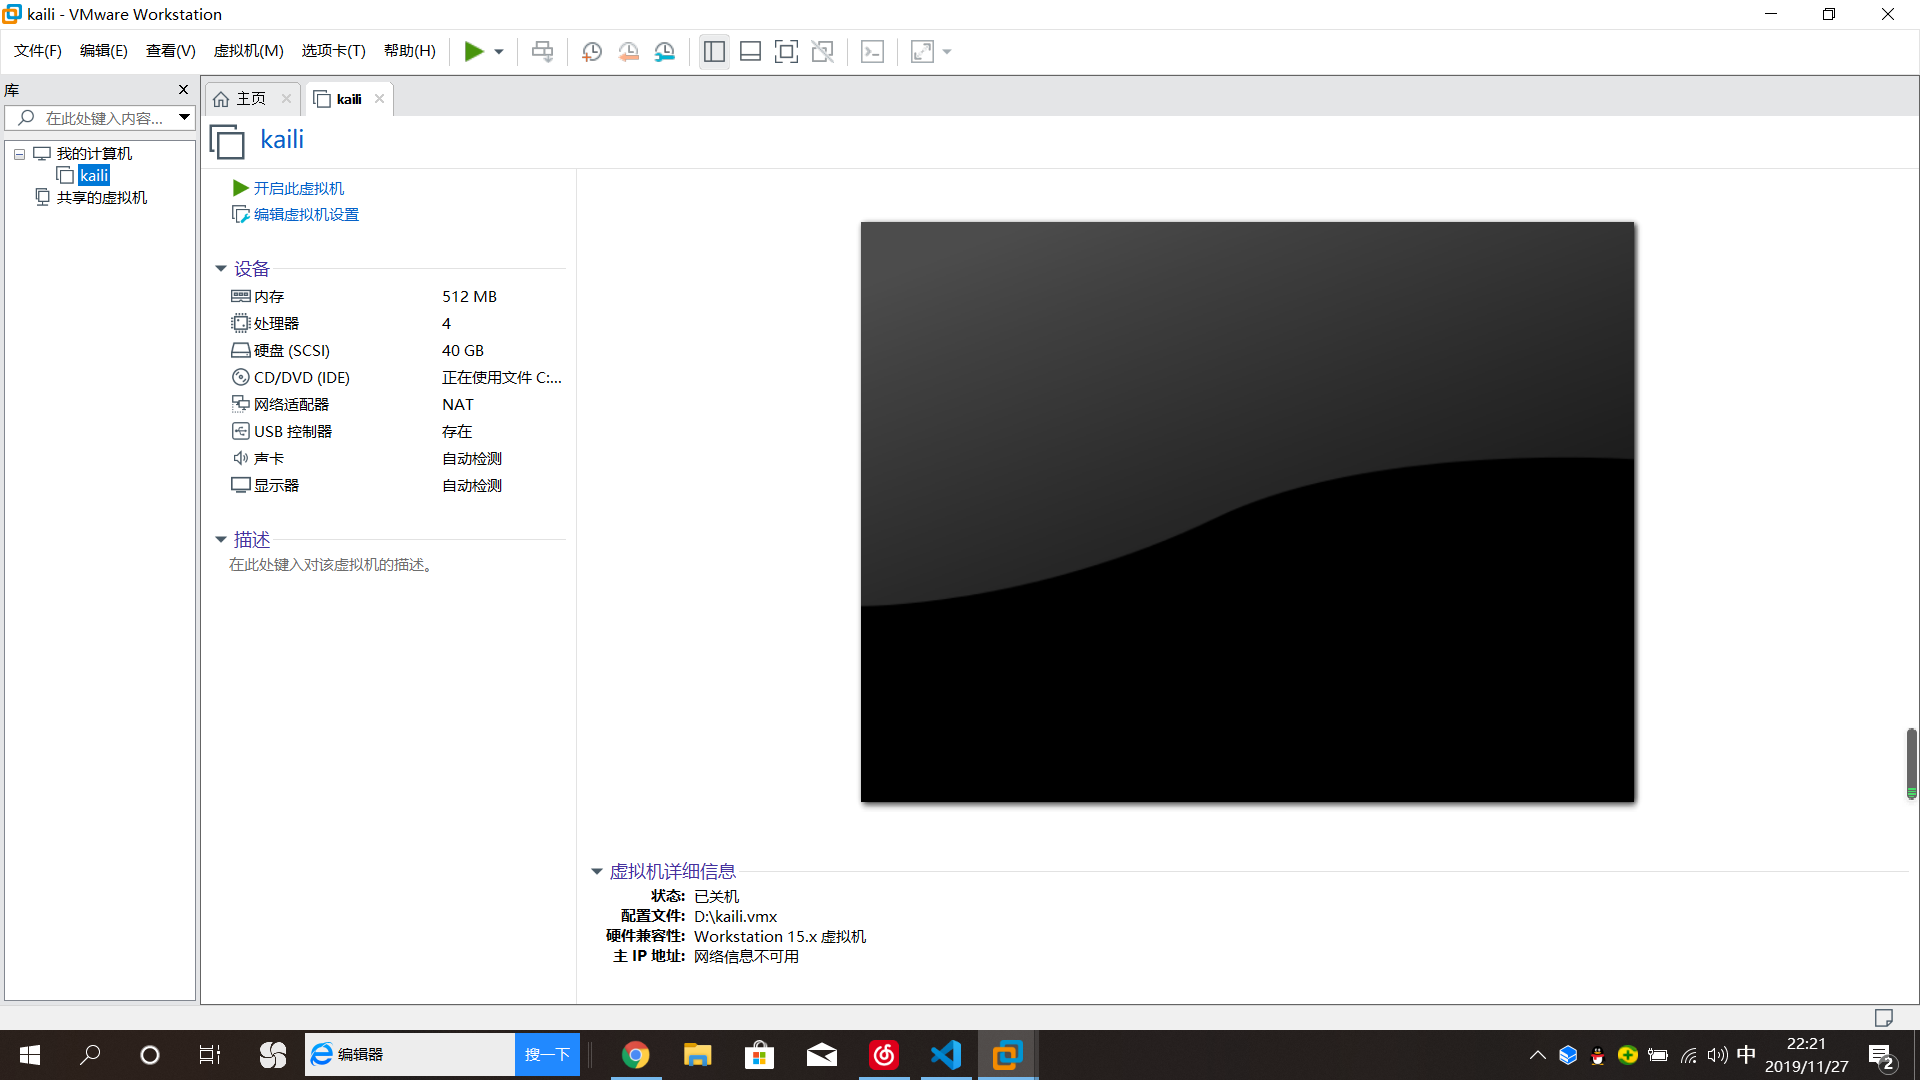 kaili - VMware Workstation
文件(F) 编辑(E) 查看(V) 虚拟机(M) 选项卡(T) 帮助(H)
库
在此处键入内容...
我的计算机
kaili
共享的虚拟机
主页 kaili
kaili
开启此虚拟机
编辑虚拟机设置
设备
内存 512 MB
处理器 4
硬盘 (SCSI) 40 GB
CD/DVD (IDE) 正在使用文件 C:...
网络适配器 NAT
USB 控制器 存在
声卡 自动检测
显示器 自动检测
描述
在此处键入对该虚拟机的描述。
虚拟机详细信息
状态: 已关机
配置文件: D:\kaili.vmx
硬件兼容性: Workstation 15.x 虚拟机
主 IP 地址: 网络信息不可用
编辑器 搜一下
中
22:21
2019/11/27
2